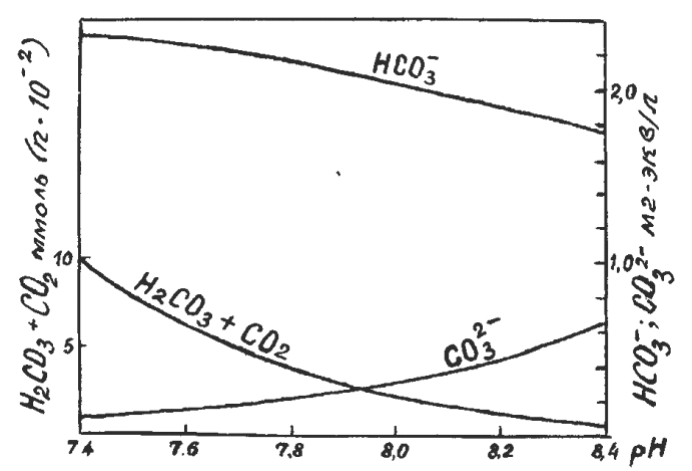 H₂CO₃ + CO₂ ммоль (n · 10⁻²)
10
5
HCO₃⁻
H₂CO₃ + CO₂
CO₃²⁻
2,0
1,0
HCO₃⁻; CO₃²⁻ мг-экв/л
7.4
7.6
7,8
8,0
8,2
8,4
pH